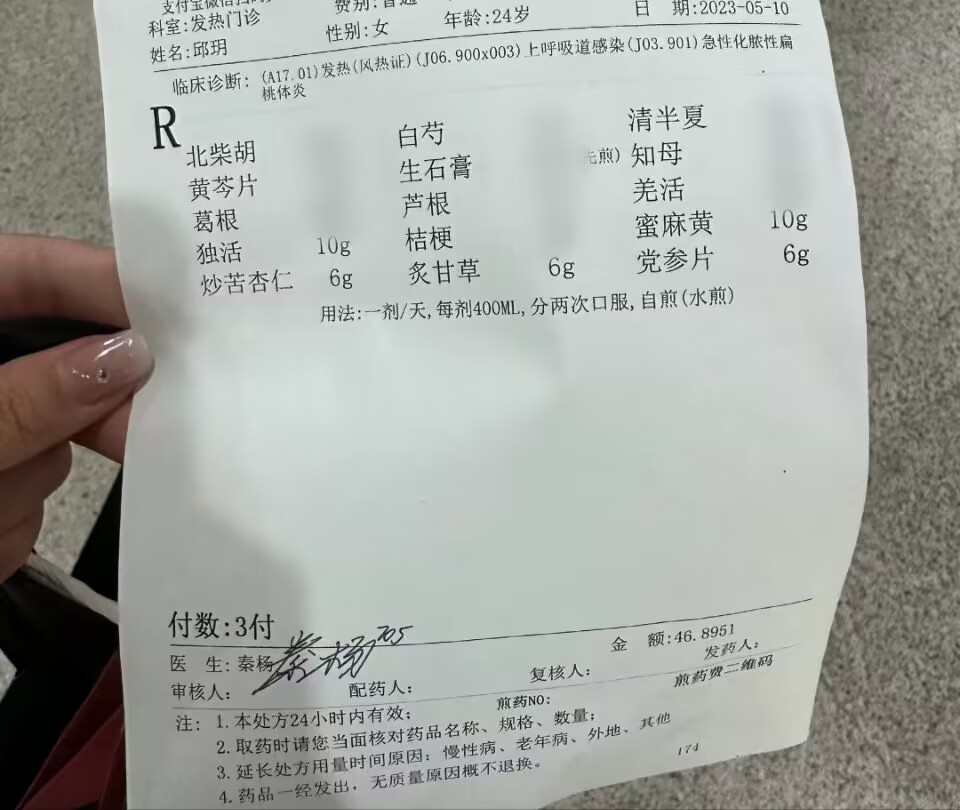 科室:发热门诊 费别:普通
姓名:邱玥 性别:女 年龄:24岁 日 期:2023-05-10
临床诊断: (A17.01)发热(风热证)(J06.900x003)上呼吸道感染(J03.901)急性化脓性扁
桃体炎
R
北柴胡 白芍 清半夏
黄芩片 生石膏 先煎) 知母
葛根 芦根 羌活
独活 10g 桔梗 蜜麻黄 10g
炒苦杏仁 6g 炙甘草 6g 党参片 6g
用法:一剂/天,每剂400ML,分两次口服,自煎(水煎)
付数:3付
医 生:秦杨 金 额:46.8951
审核人: 配药人: 复核人: 发药人:
煎药NO: 煎药费二维码
注: 1.本处方24小时内有效;
2.取药时请您当面核对药品名称、规格、数量;
3.延长处方用量时间原因: 慢性病、老年病、外地、其他
4.药品一经发出, 无质量原因概不退换。
174